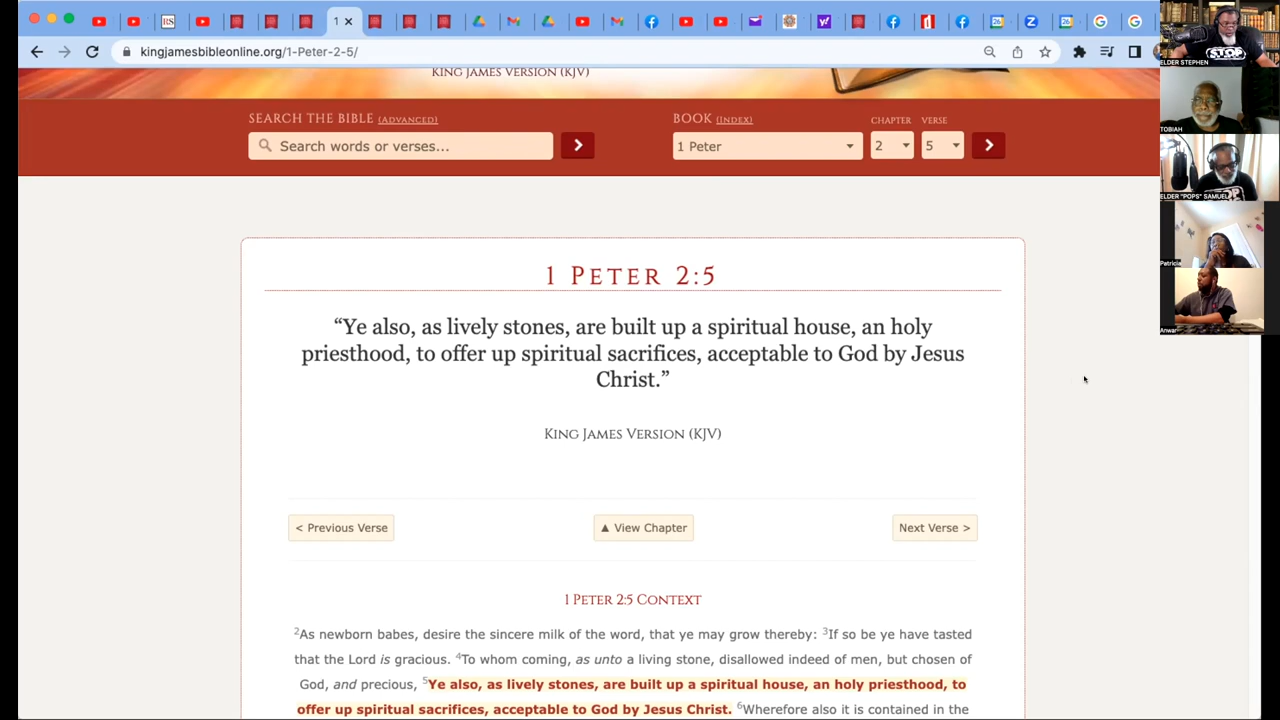 1
kingjamesbibleonline.org/1-Peter-2-5/
KING JAMES VERSION (KJV)
SEARCH THE BIBLE (ADVANCED)
BOOK (INDEX)
CHAPTER
VERSE
Search words or verses...
1 Peter
2
5
1 PETER 2:5
“Ye also, as lively stones, are built up a spiritual house, an holy
priesthood, to offer up spiritual sacrifices, acceptable to God by Jesus
Christ.”
KING JAMES VERSION (KJV)
< Previous Verse
▲ View Chapter
Next Verse >
1 PETER 2:5 CONTEXT
2As newborn babes, desire the sincere milk of the word, that ye may grow thereby: 3If so be ye have tasted
that the Lord is gracious. 4To whom coming, as unto a living stone, disallowed indeed of men, but chosen of
God, and precious, 5Ye also, as lively stones, are built up a spiritual house, an holy priesthood, to
offer up spiritual sacrifices, acceptable to God by Jesus Christ. 6Wherefore also it is contained in the
STOP
ELDER STEPHEN
TOBIAH
ELDER "POPS" SAMUEL
Patricia
Anwar